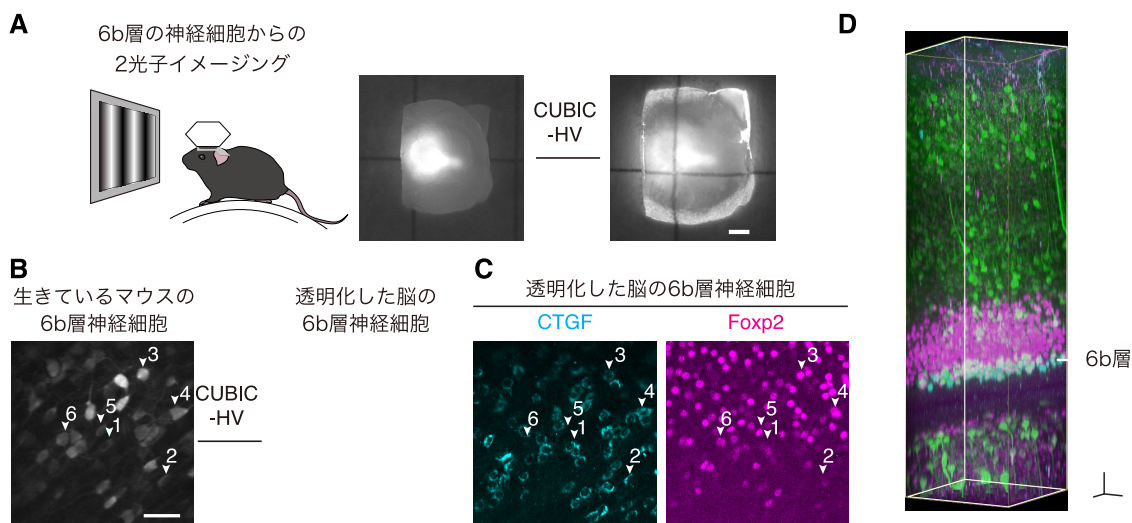 A
6b層の神経細胞からの
2光子イメージング
CUBIC
-HV
B
生きているマウスの
6b層神経細胞
透明化した脳の
6b層神経細胞
3
4
5
6
1
2
CUBIC
-HV
C
透明化した脳の6b層神経細胞
CTGF
Foxp2
3
4
5
6
1
2
3
4
5
6
1
2
D
6b層